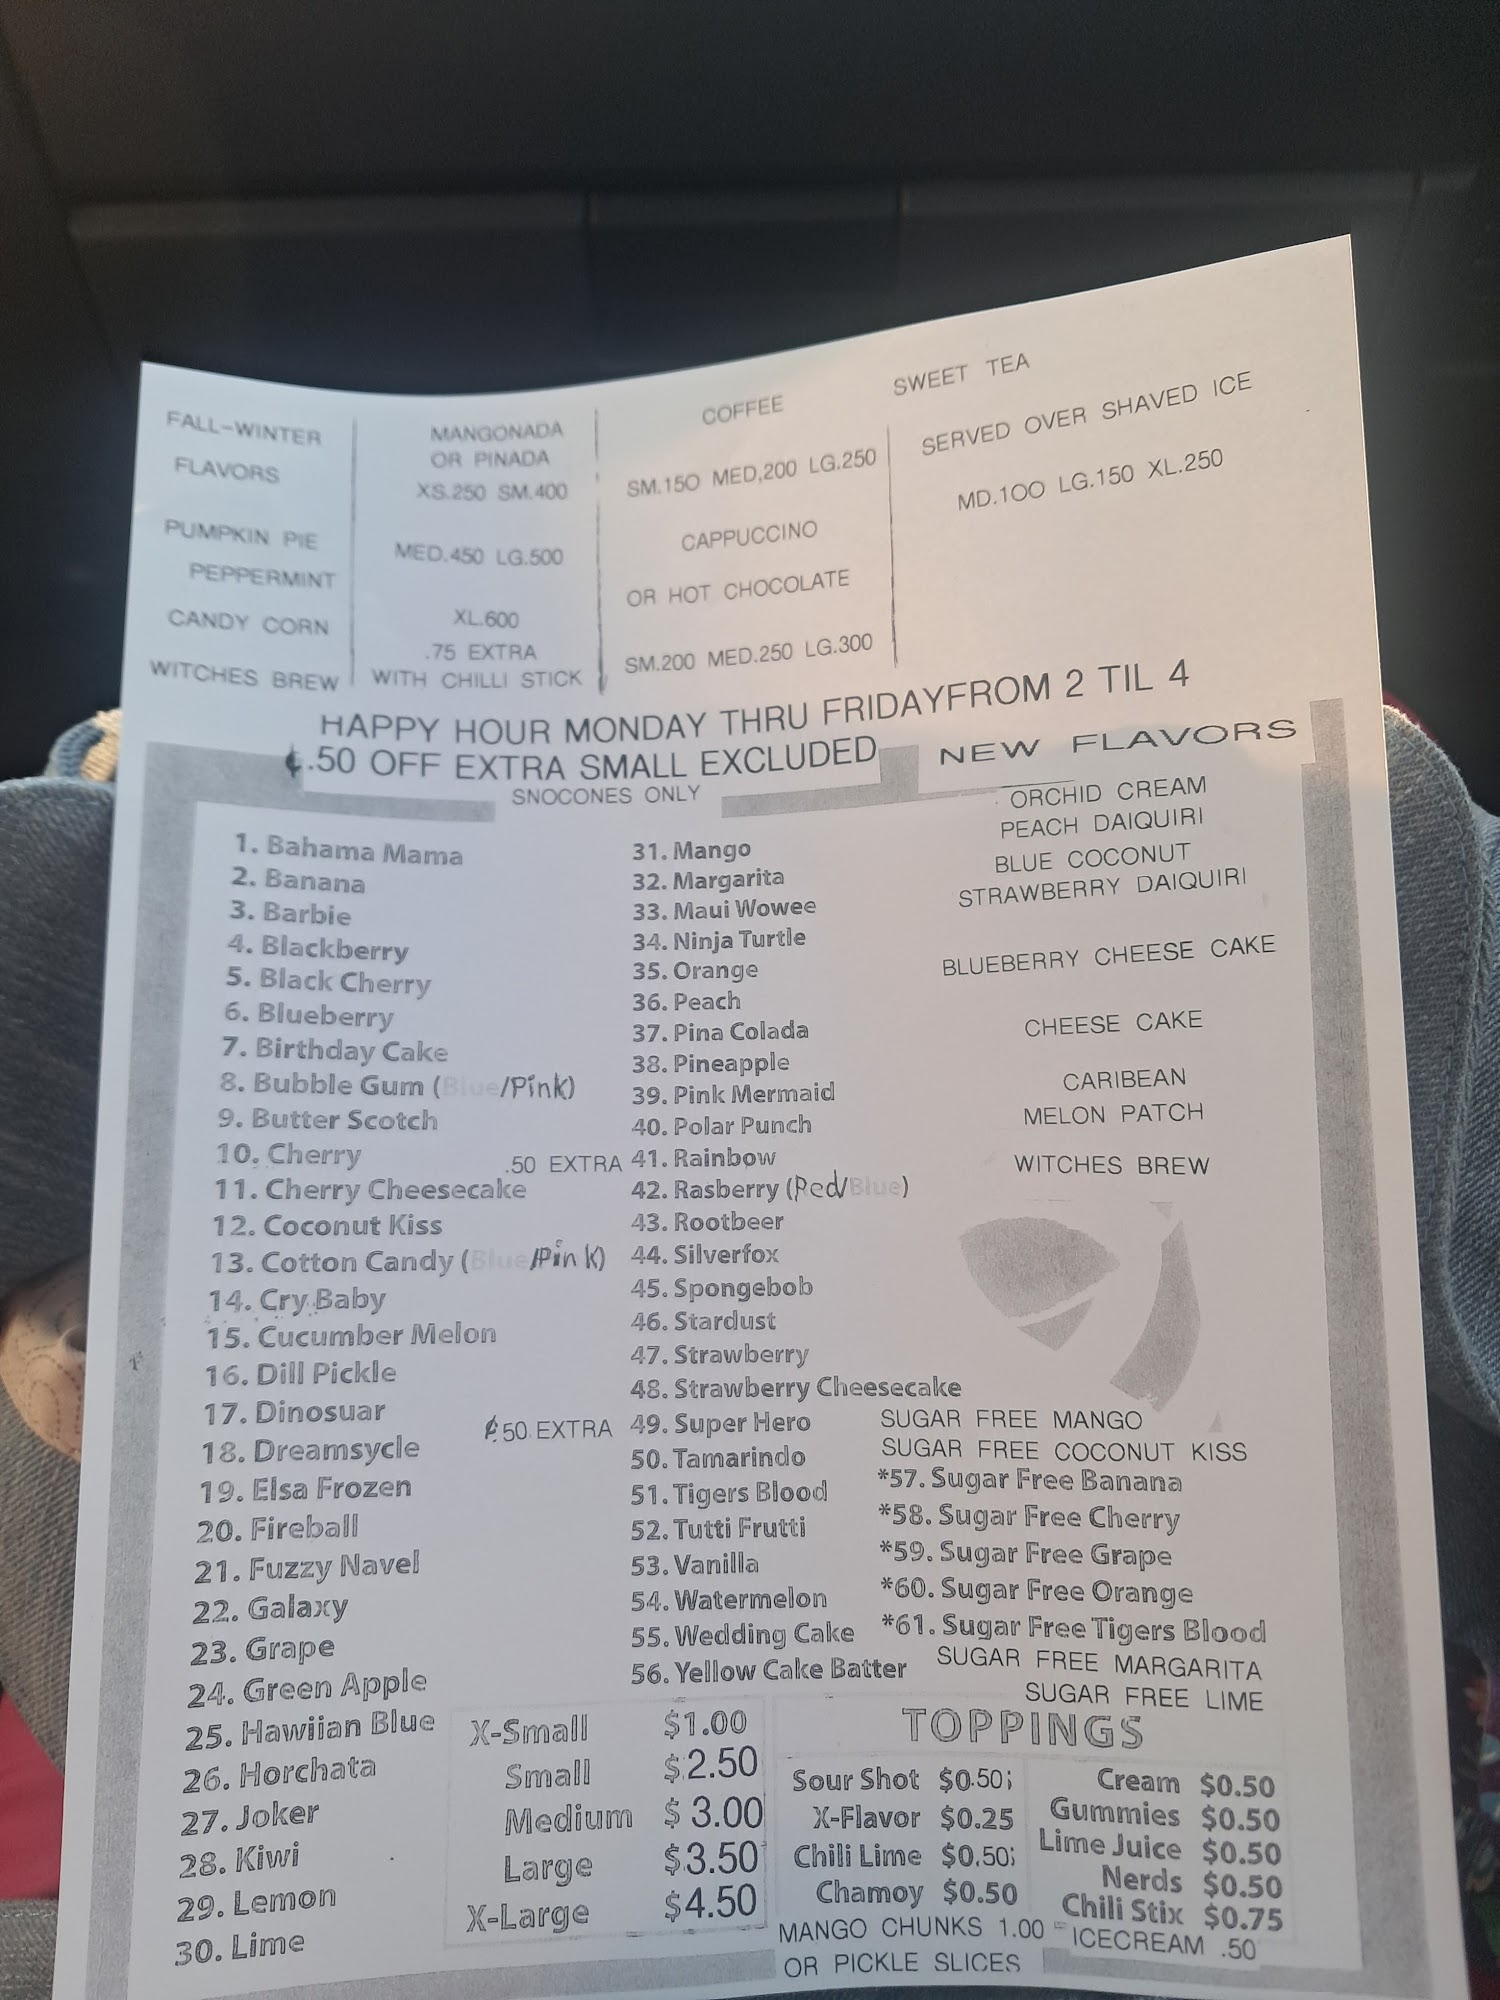 FALL-WINTER
FLAVORS
PUMPKIN PIE
PEPPERMINT
CANDY CORN
WITCHES BREW
MANGONADA
OR PINADA
XS.250 SM.400
MED.450 LG.500
XL.600
.75 EXTRA
WITH CHILLI STICK
COFFEE
SM.150 MED,200 LG.250
CAPPUCCINO
OR HOT CHOCOLATE
SM.200 MED.250 LG.300
SWEET TEA
SERVED OVER SHAVED ICE
MD.100 LG.150 XL.250
HAPPY HOUR MONDAY THRU FRIDAYFROM 2 TIL 4
¢.50 OFF EXTRA SMALL EXCLUDED
SNOCONES ONLY
1. Bahama Mama
2. Banana
3. Barbie
4. Blackberry
5. Black Cherry
6. Blueberry
7. Birthday Cake
8. Bubble Gum (Blue/Pink)
9. Butter Scotch
10. Cherry
11. Cherry Cheesecake
12. Coconut Kiss
13. Cotton Candy (Blue/Pink)
14. Cry Baby
15. Cucumber Melon
16. Dill Pickle
17. Dinosuar
18. Dreamsycle
19. Elsa Frozen
20. Fireball
21. Fuzzy Navel
22. Galaxy
23. Grape
24. Green Apple
25. Hawiian Blue
26. Horchata
27. Joker
28. Kiwi
29. Lemon
30. Lime
31. Mango
32. Margarita
33. Maui Wowee
34. Ninja Turtle
35. Orange
36. Peach
37. Pina Colada
38. Pineapple
39. Pink Mermaid
40. Polar Punch
.50 EXTRA 41. Rainbow
42. Rasberry (Red/Blue)
43. Rootbeer
44. Silverfox
45. Spongebob
46. Stardust
47. Strawberry
48. Strawberry Cheesecake
¢.50 EXTRA 49. Super Hero
50. Tamarindo
51. Tigers Blood
52. Tutti Frutti
53. Vanilla
54. Watermelon
55. Wedding Cake
56. Yellow Cake Batter
NEW FLAVORS
ORCHID CREAM
PEACH DAIQUIRI
BLUE COCONUT
STRAWBERRY DAIQUIRI
BLUEBERRY CHEESE CAKE
CHEESE CAKE
CARIBEAN
MELON PATCH
WITCHES BREW
SUGAR FREE MANGO
SUGAR FREE COCONUT KISS
*57. Sugar Free Banana
*58. Sugar Free Cherry
*59. Sugar Free Grape
*60. Sugar Free Orange
*61. Sugar Free Tigers Blood
SUGAR FREE MARGARITA
SUGAR FREE LIME
X-Small $1.00
Small $2.50
Medium $3.00
Large $3.50
X-Large $4.50
TOPPINGS
Sour Shot $0.50
X-Flavor $0.25
Chili Lime $0.50
Chamoy $0.50
Cream $0.50
Gummies $0.50
Lime Juice $0.50
Nerds $0.50
Chili Stix $0.75
MANGO CHUNKS 1.00
OR PICKLE SLICES
ICECREAM .50